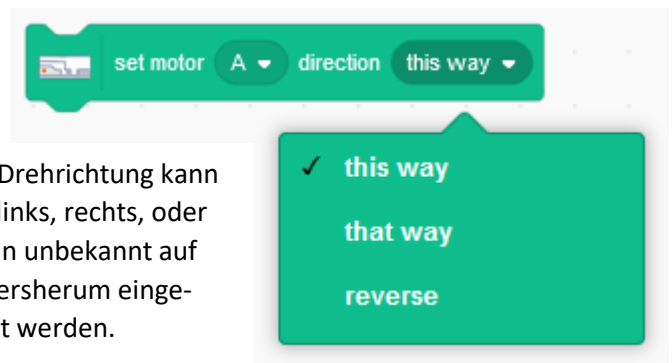 set motor A direction this way
✓ this way
that way
reverse
Drehrichtung kann
links, rechts, oder
n unbekannt auf
ersherum einge-
t werden.